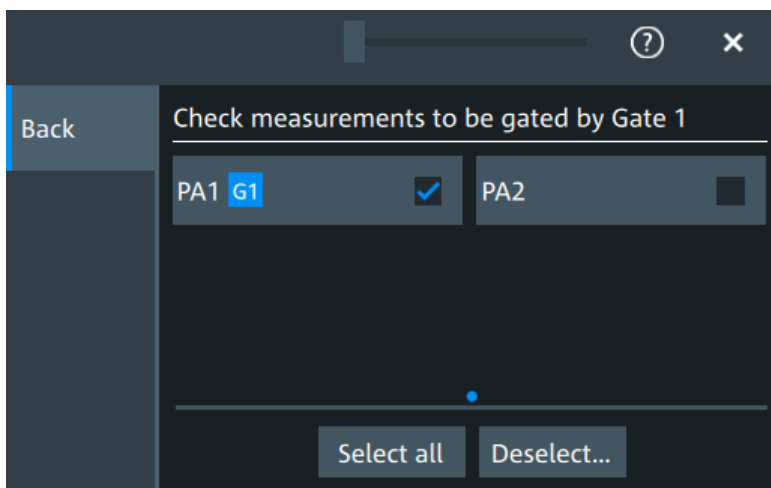 Back
Check measurements to be gated by Gate 1
PA1 G1
PA2
Select all
Deselect...